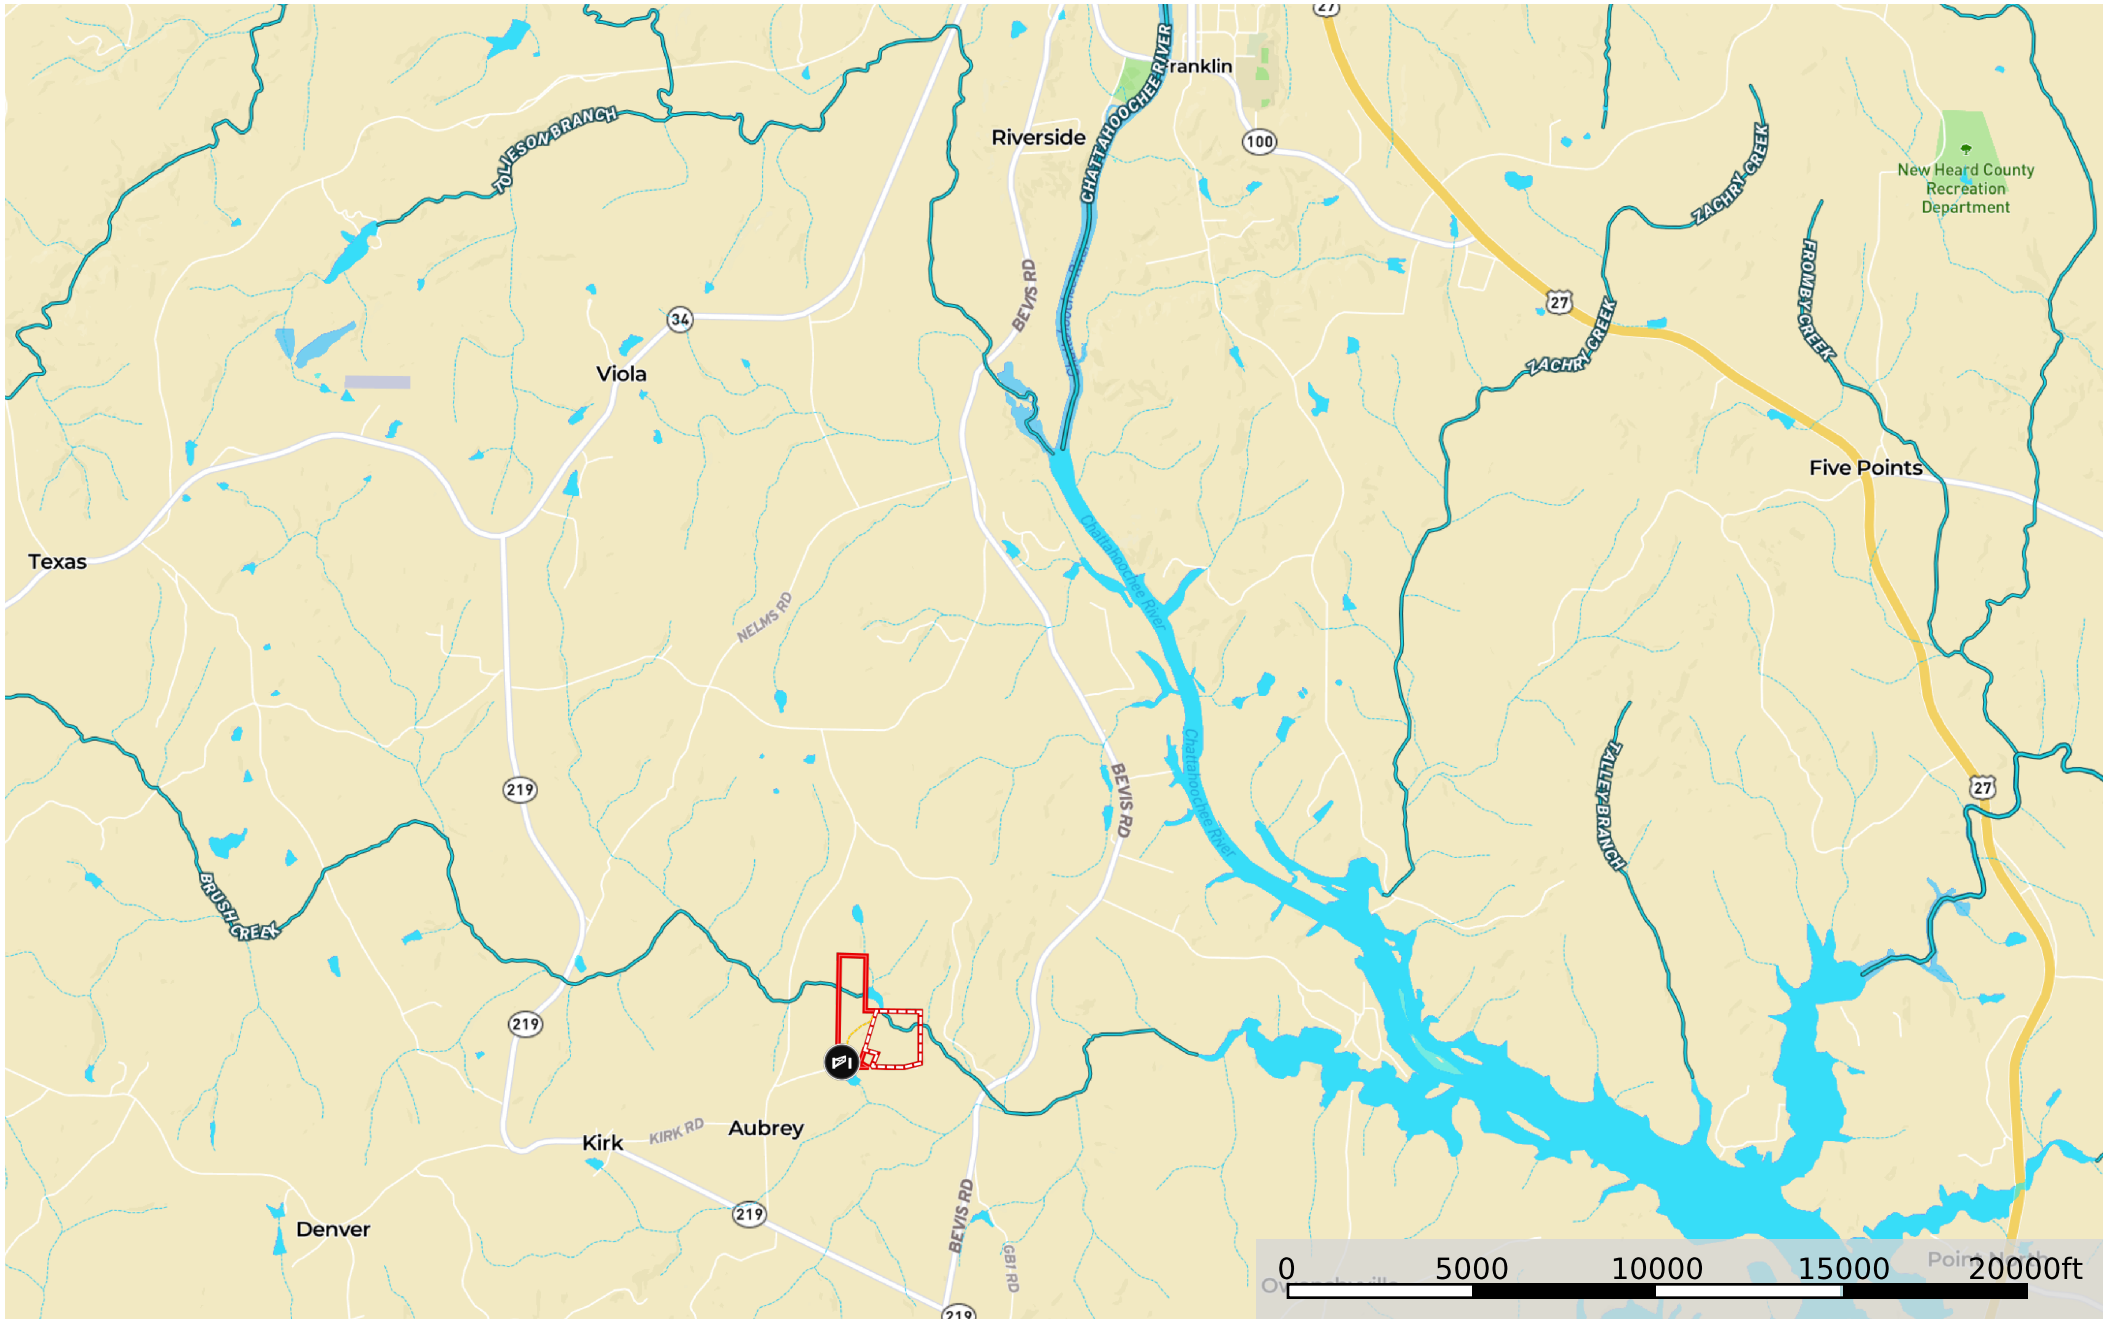 27
Franklin
CHATTAHOOCHEE RIVER
Riverside
100
TOLIESON BRANCH
ZACHRY CREEK
New Heard County
Recreation
Department
BEVIS RD
FROMBY CREEK
27
34
ZACHRY CREEK
Viola
Five Points
Chattahoochee River
Texas
NELMS RD
TALLEY BRANCH
219
BEVIS RD
Chattahoochee River
27
BRUSH CREEK
219
Aubrey
KIRK RD
Kirk
219
Denver
BEVIS RD
GB1 RD
Point North
0 5000 10000 15000 20000ft
219